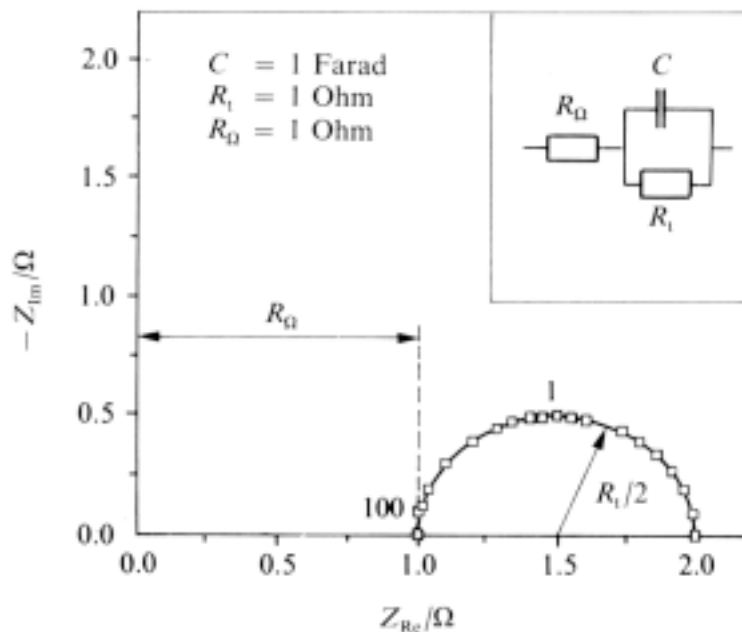 2.0
C = 1 Farad
R_t = 1 Ohm
R_Ω = 1 Ohm
C
R_Ω
R_t
1.5
1.0
−Z_Im/Ω
R_Ω
1
0.5
100
R_t/2
0.0
0.0 0.5 1.0 1.5 2.0
Z_Re/Ω